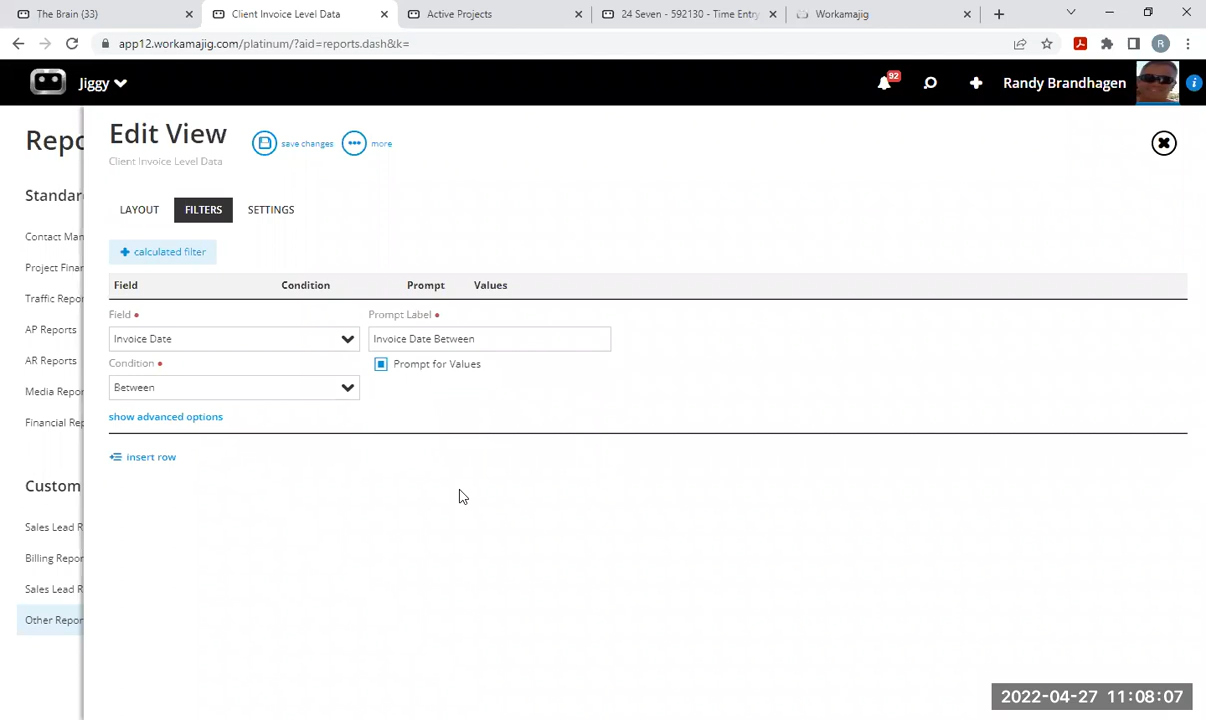 The Brain (33)
Client Invoice Level Data
Active Projects
24 Seven - 592130 - Time Entry
Workamajig
app12.workamajig.com/platinum/?aid=reports.dash&k=
R
Jiggy
92
Randy Brandhagen
i
Repo
Edit View
save changes
more
Client Invoice Level Data
Standar
LAYOUT
FILTERS
SETTINGS
Contact Man
calculated filter
Project Finan
Field
Condition
Prompt
Values
Traffic Repo
Field
Prompt Label
AP Reports
Invoice Date
Invoice Date Between
AR Reports
Condition
Prompt for Values
Media Repor
Between
Financial Rep
show advanced options
insert row
Custom
Sales Lead R
Billing Repor
Sales Lead R
Other Repor
2022-04-27 11:08:07